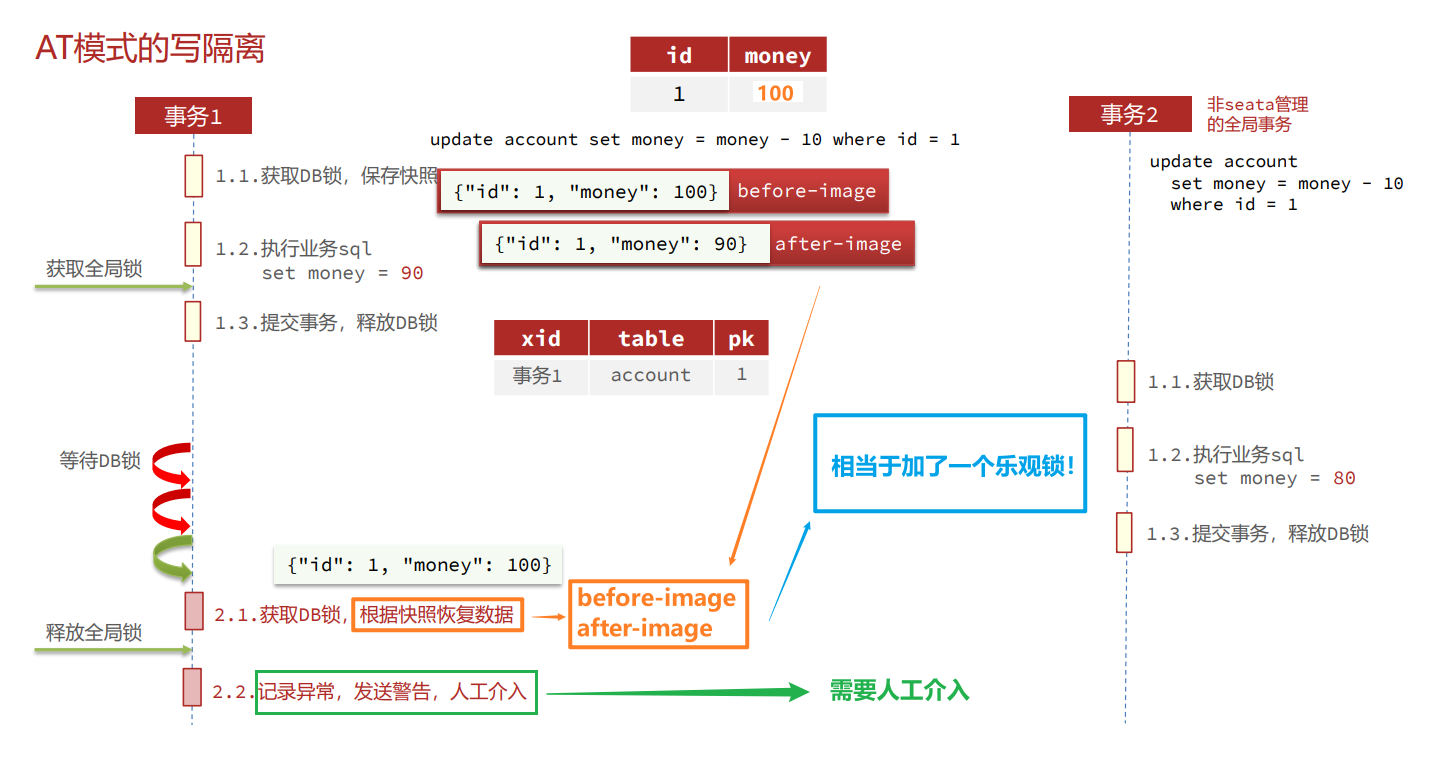 AT模式的写隔离
id money
1 100
事务1
update account set money = money - 10 where id = 1
1.1.获取DB锁，保存快照
{"id": 1, "money": 100} before-image
{"id": 1, "money": 90} after-image
1.2.执行业务sql
set money = 90
获取全局锁
1.3.提交事务，释放DB锁
xid table pk
事务1 account 1
等待DB锁
{"id": 1, "money": 100}
2.1.获取DB锁，根据快照恢复数据
before-image
after-image
释放全局锁
2.2.记录异常，发送警告，人工介入
需要人工介入
相当于加了一个乐观锁！
事务2
非seata管理
的全局事务
update account
set money = money - 10
where id = 1
1.1.获取DB锁
1.2.执行业务sql
set money = 80
1.3.提交事务，释放DB锁